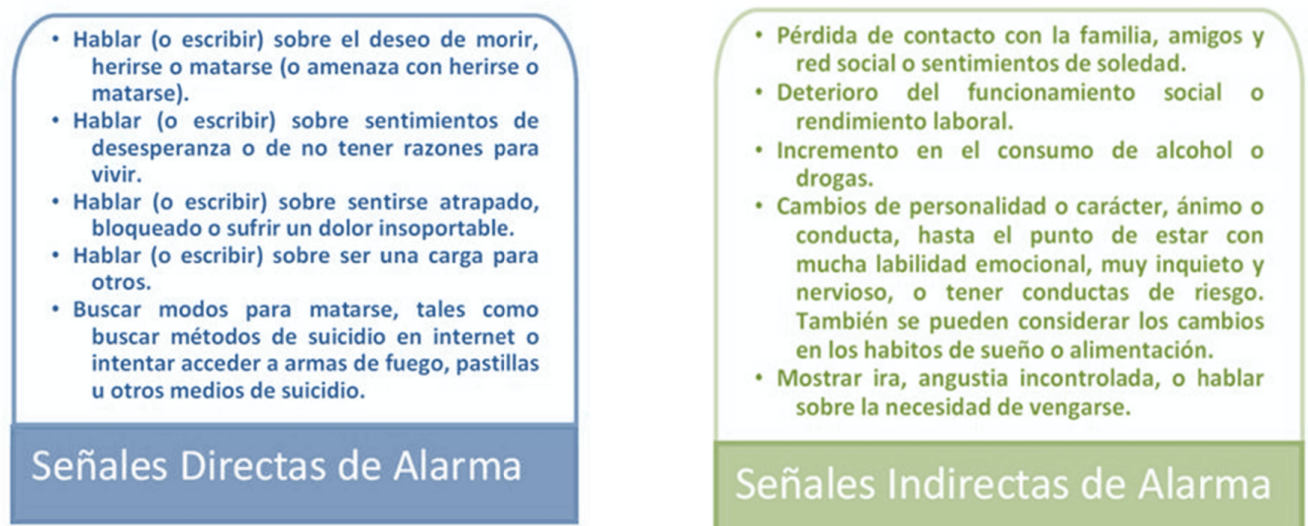 • Hablar (o escribir) sobre el deseo de morir,
herirse o matarse (o amenaza con herirse o
matarse).
• Hablar (o escribir) sobre sentimientos de
desesperanza o de no tener razones para
vivir.
• Hablar (o escribir) sobre sentirse atrapado,
bloqueado o sufrir un dolor insoportable.
• Hablar (o escribir) sobre ser una carga para
otros.
• Buscar modos para matarse, tales como
buscar métodos de suicidio en internet o
intentar acceder a armas de fuego, pastillas
u otros medios de suicidio.
Señales Directas de Alarma
• Pérdida de contacto con la familia, amigos y
red social o sentimientos de soledad.
• Deterioro del funcionamiento social o
rendimiento laboral.
• Incremento en el consumo de alcohol o
drogas.
• Cambios de personalidad o carácter, ánimo o
conducta, hasta el punto de estar con
mucha labilidad emocional, muy inquieto y
nervioso, o tener conductas de riesgo.
También se pueden considerar los cambios
en los habitos de sueño o alimentación.
• Mostrar ira, angustia incontrolada, o hablar
sobre la necesidad de vengarse.
Señales Indirectas de Alarma